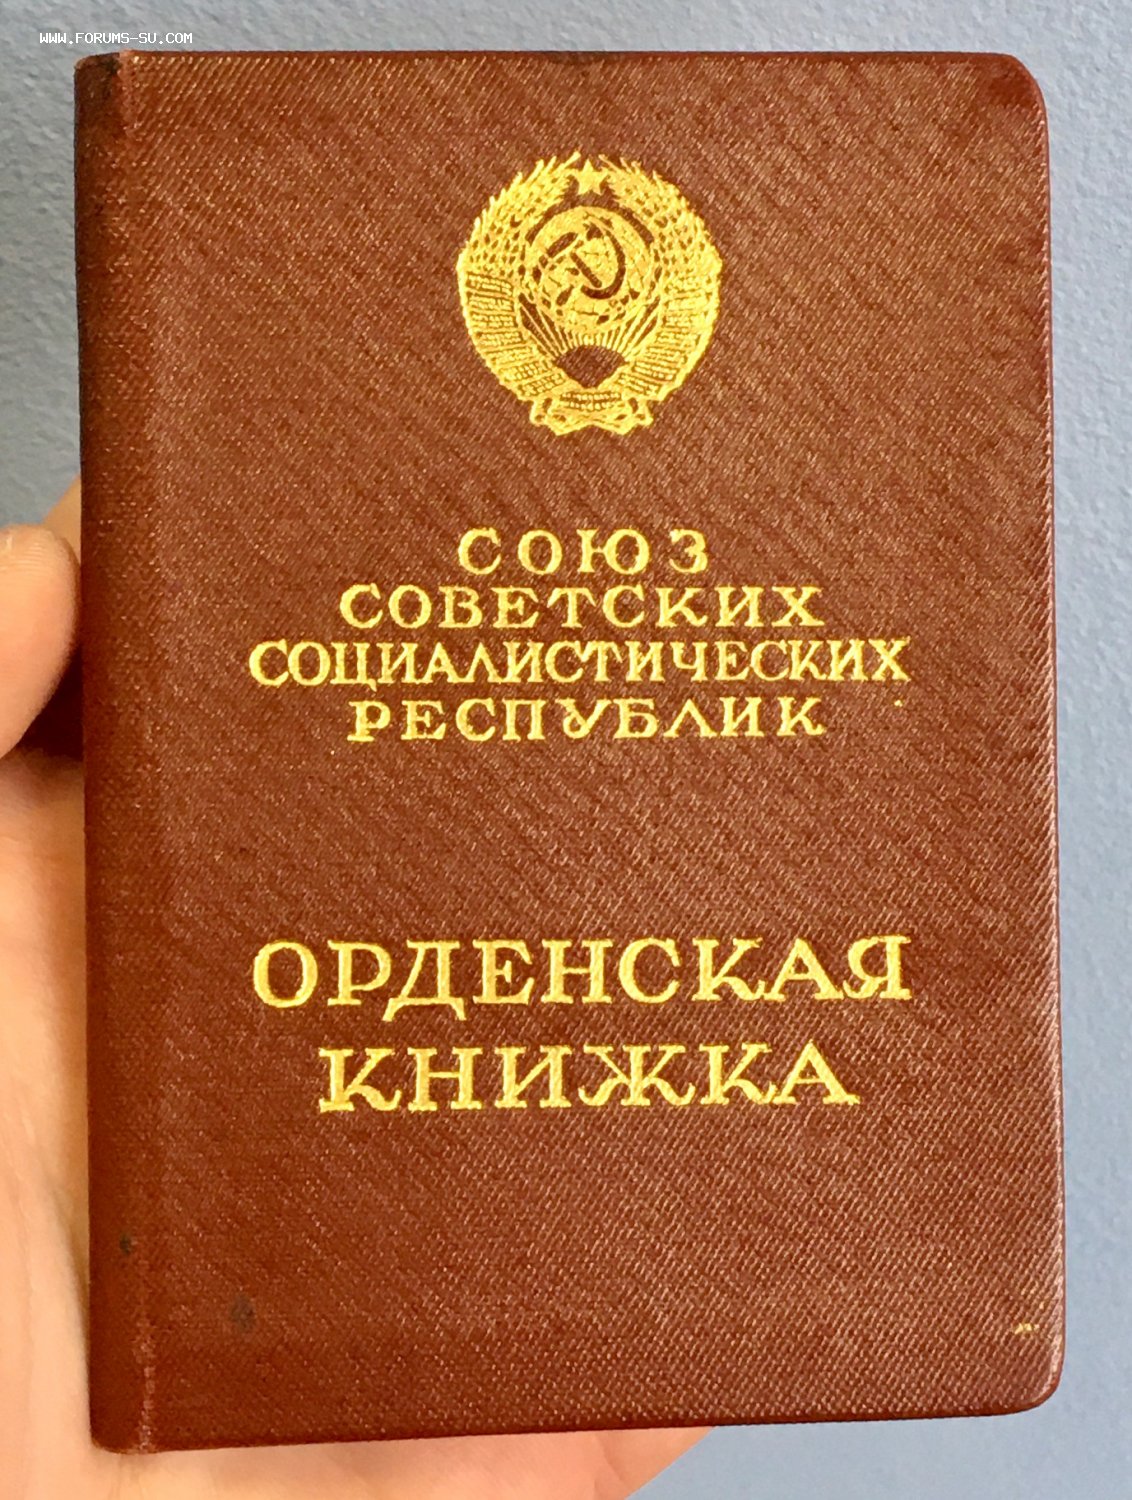 WWW.FORUMS-SU.COM
СОЮЗ
СОВЕТСКИХ
СОЦИАЛИСТИЧЕСКИХ
РЕСПУБЛИК
ОРДЕНСКАЯ
КНИЖКА